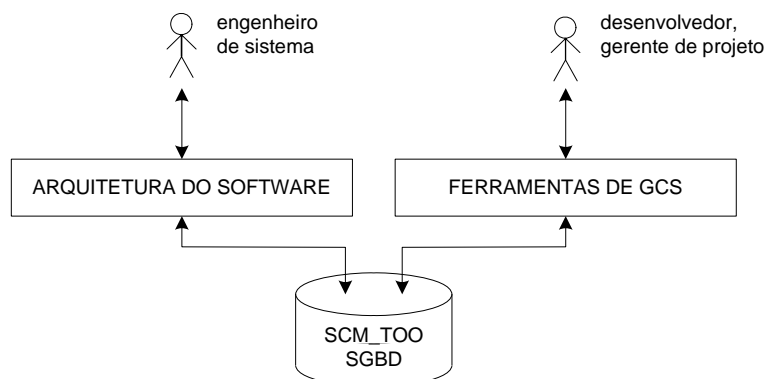 engenheiro
de sistema
desenvolvedor,
gerente de projeto
ARQUITETURA DO SOFTWARE
FERRAMENTAS DE GCS
SCM_TOO
SGBD